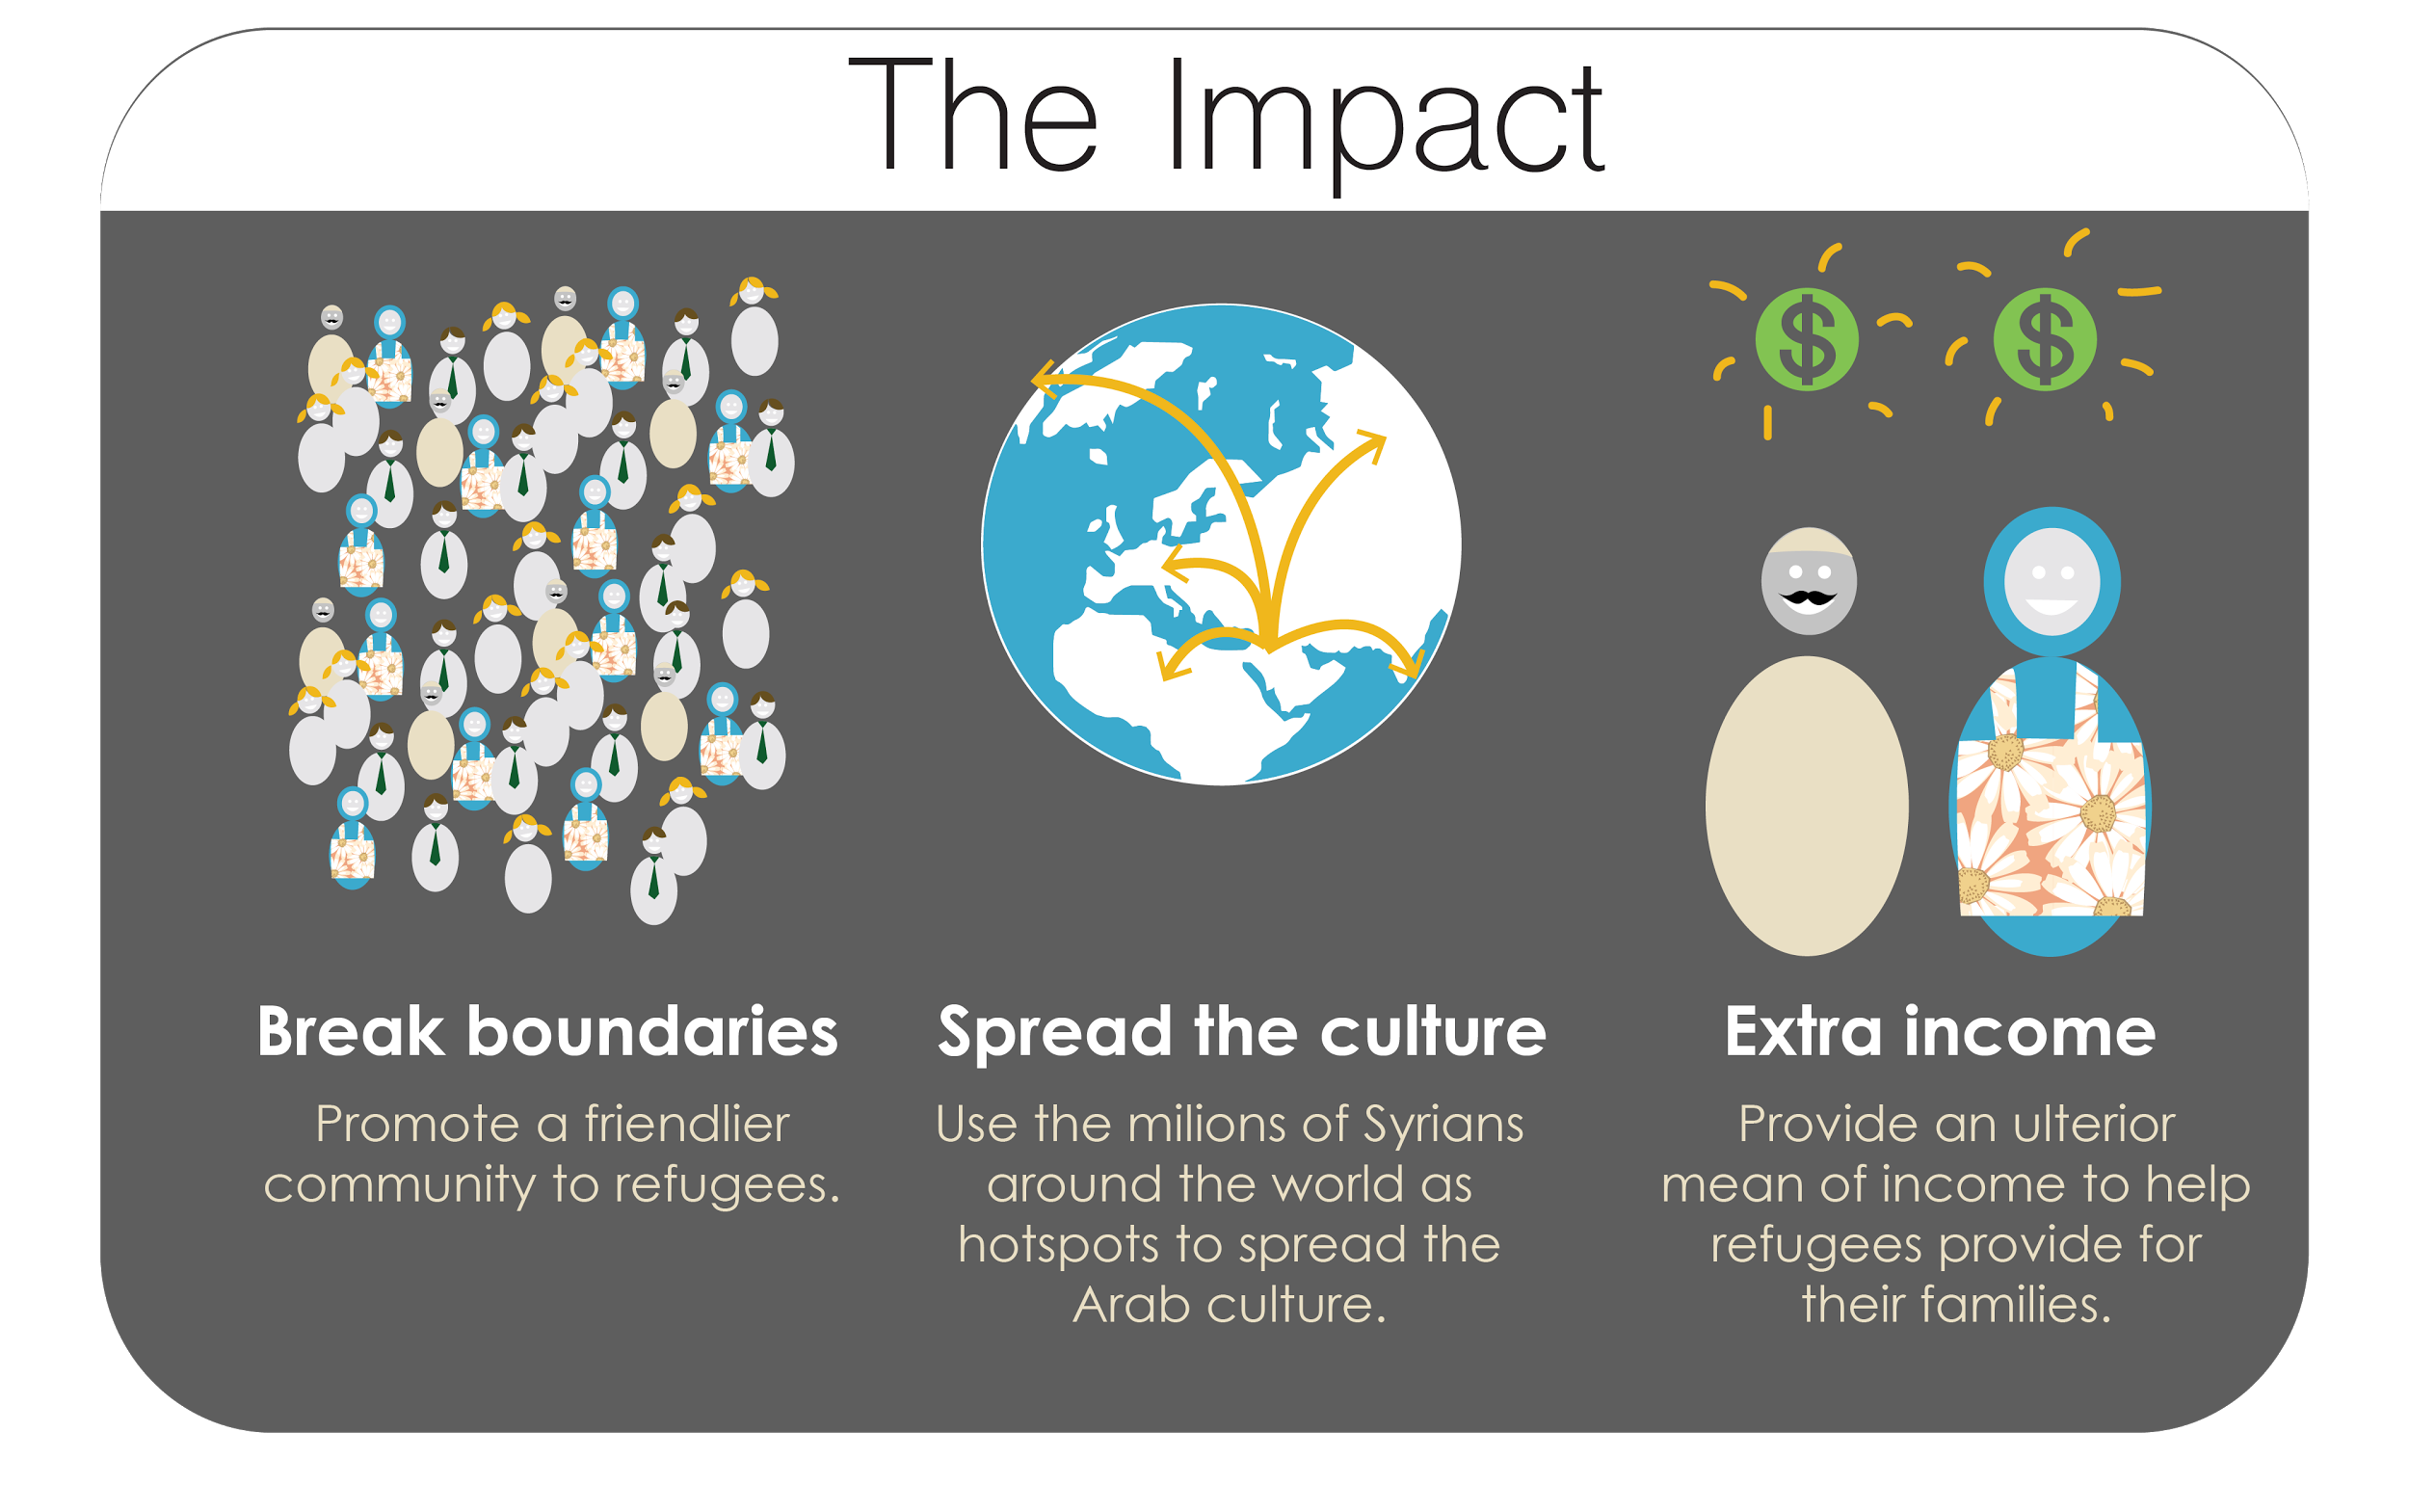 The Impact
Break boundaries
Promote a friendlier
community to refugees.
Spread the culture
Use the milions of Syrians
around the world as
hotspots to spread the
Arab culture.
Extra income
Provide an ulterior
mean of income to help
refugees provide for
their families.